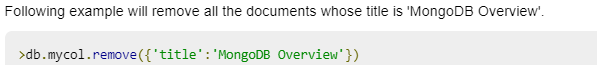 Following example will remove all the documents whose title is 'MongoDB Overview'.
>db.mycol.remove({'title':'MongoDB Overview'})